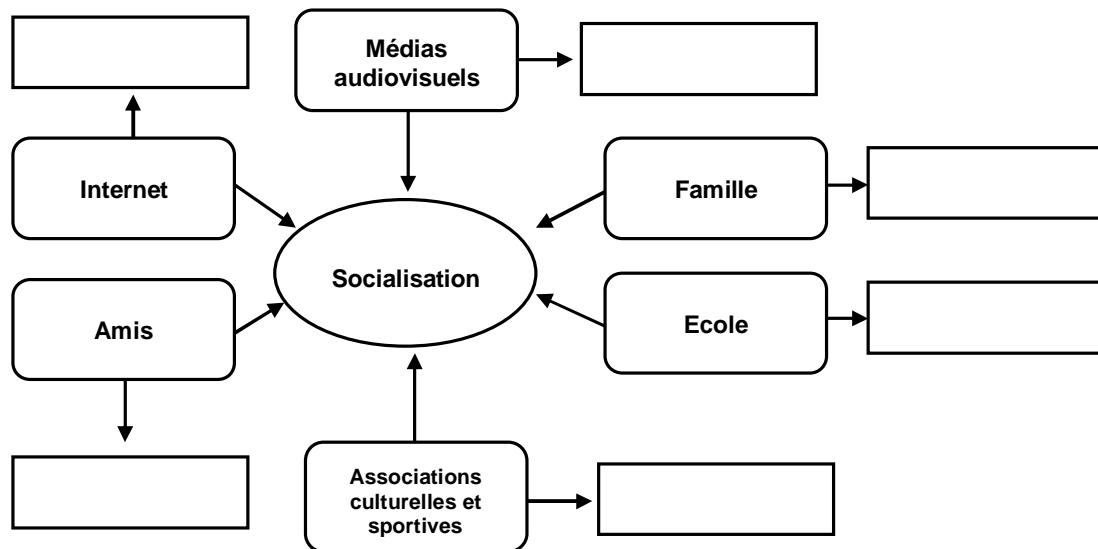 Médias
audiovisuels
Internet
Famille
Socialisation
Amis
Ecole
Associations
culturelles et
sportives